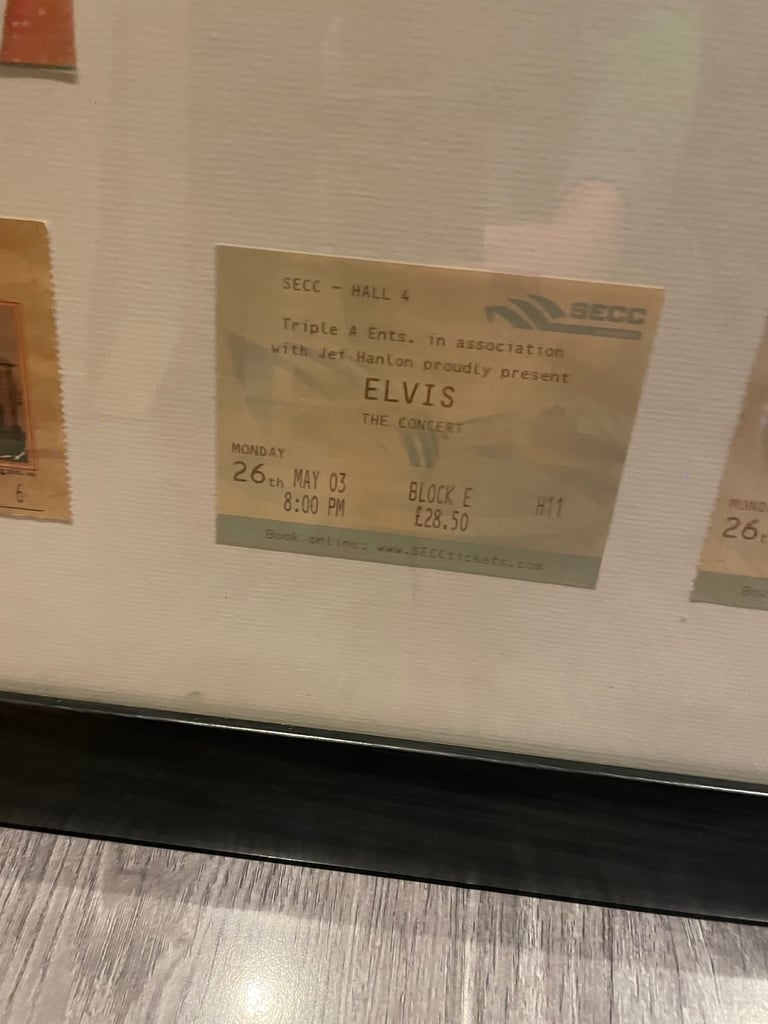 SECC - HALL 4
SECC
Triple A Ents. in association
with Jef Hanlon proudly present
ELVIS
THE CONCERT
MONDAY
26th MAY 03
8:00 PM
BLOCK E
£28.50
H11
Book online: www.SECCtickets.com
6
26